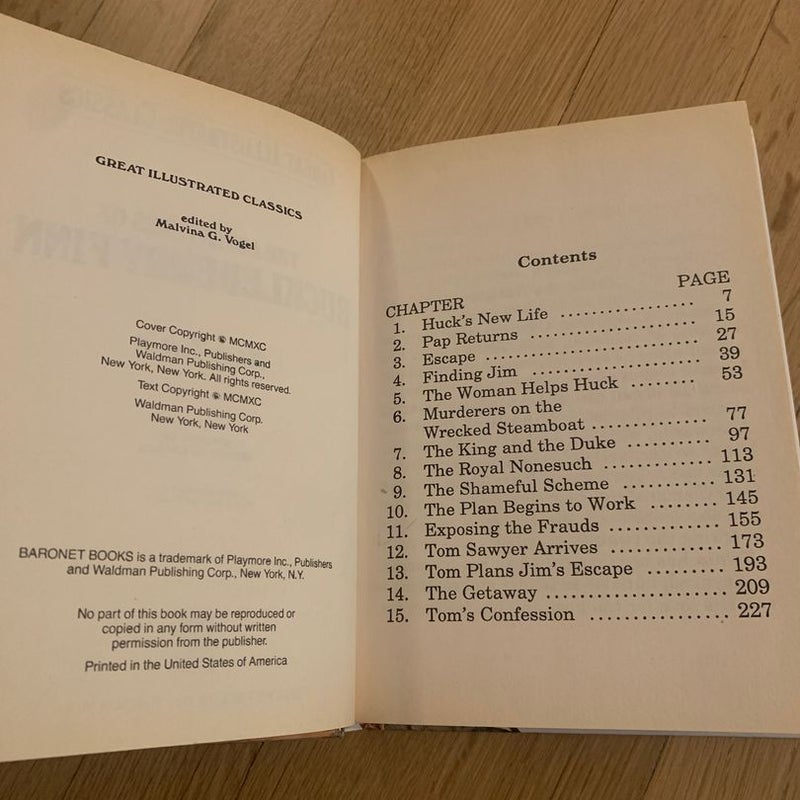 GREAT ILLUSTRATED CLASSICS
edited by
Malvina G. Vogel
Cover Copyright © MCMXC
Playmore Inc., Publishers and
Waldman Publishing Corp.,
New York, New York. All rights reserved.
Text Copyright © MCMXC
Waldman Publishing Corp.
New York, New York
BARONET BOOKS is a trademark of Playmore Inc., Publishers
and Waldman Publishing Corp., New York, N.Y.
No part of this book may be reproduced or
copied in any form without written
permission from the publisher.
Printed in the United States of America
Contents
CHAPTER PAGE
1. Huck's New Life .................. 7
2. Pap Returns ...................... 15
3. Escape ............................ 27
4. Finding Jim ...................... 39
5. The Woman Helps Huck ........ 53
6. Murderers on the
Wrecked Steamboat ............. 77
7. The King and the Duke .......... 97
8. The Royal Nonesuch ............. 113
9. The Shameful Scheme ........... 131
10. The Plan Begins to Work ........ 145
11. Exposing the Frauds ............. 155
12. Tom Sawyer Arrives ............. 173
13. Tom Plans Jim's Escape ......... 193
14. The Getaway ...................... 209
15. Tom's Confession ................ 227